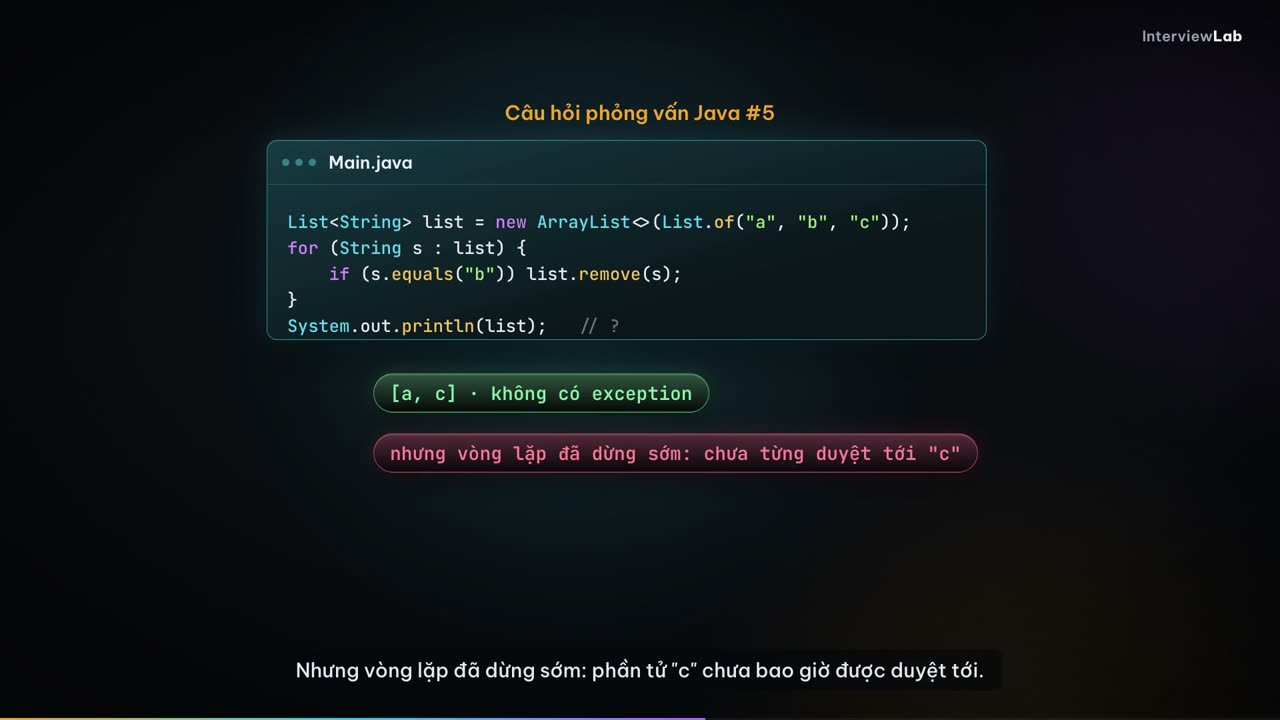 InterviewLab
Câu hỏi phỏng vấn Java #5
Main.java
List<String> list = new ArrayList<>(List.of("a", "b", "c"));
for (String s : list) {
    if (s.equals("b")) list.remove(s);
}
System.out.println(list);   // ?
[a, c] · không có exception
nhưng vòng lặp đã dừng sớm: chưa từng duyệt tới "c"
Nhưng vòng lặp đã dừng sớm: phần tử "c" chưa bao giờ được duyệt tới.